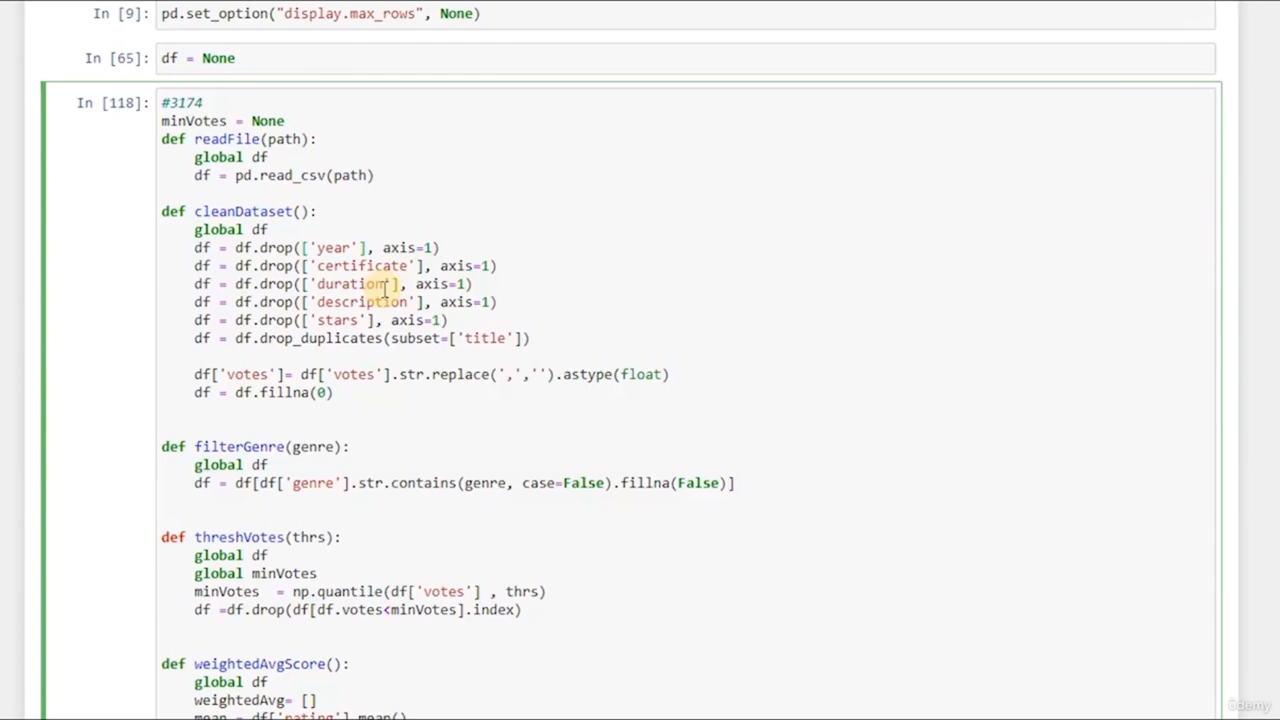 In [9]: pd.set_option("display.max_rows", None)
In [65]: df = None
In [118]: #3174
minVotes = None
def readFile(path):
    global df
    df = pd.read_csv(path)
def cleanDataset():
    global df
    df = df.drop(['year'], axis=1)
    df = df.drop(['certificate'], axis=1)
    df = df.drop(['duration'], axis=1)
    df = df.drop(['description'], axis=1)
    df = df.drop(['stars'], axis=1)
    df = df.drop_duplicates(subset=['title'])
    df['votes']= df['votes'].str.replace(',','').astype(float)
    df = df.fillna(0)
def filterGenre(genre):
    global df
    df = df[df['genre'].str.contains(genre, case=False).fillna(False)]
def threshVotes(thrs):
    global df
    global minVotes
    minVotes  = np.quantile(df['votes'] , thrs)
    df =df.drop(df[df.votes<minVotes].index)
def weightedAvgScore():
    global df
    weightedAvg= []
    mean = df['rating'].mean()
ûdemy